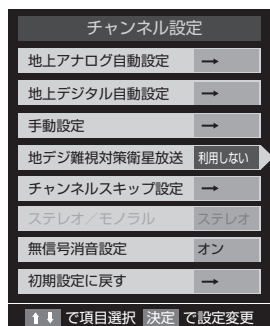 チャンネル設定
地上アナログ自動設定 →
地上デジタル自動設定 →
手動設定 →
地デジ難視対策衛星放送 利用しない
チャンネルスキップ設定 →
ステレオ／モノラル ステレオ
無信号消音設定 オン
初期設定に戻す →
⬆⬇ で項目選択 決定 で設定変更